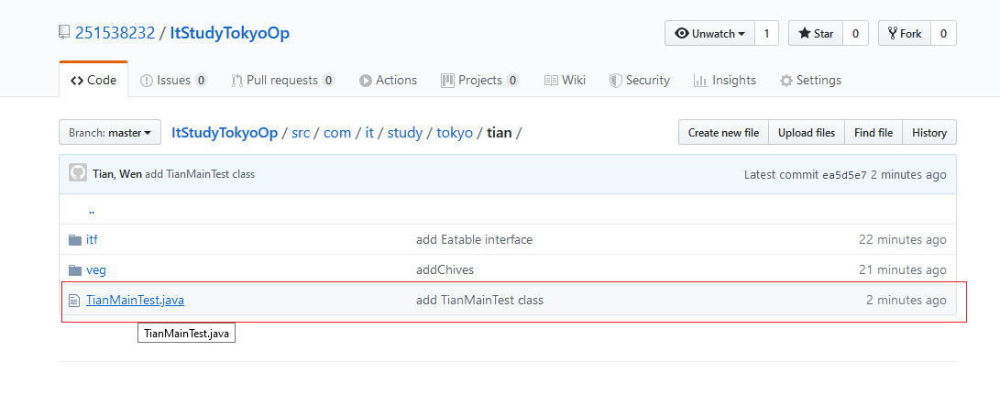 251538232 / ItStudyTokyoOp
Unwatch 1 Star 0 Fork 0
Code Issues 0 Pull requests 0 Actions Projects 0 Wiki Security Insights Settings
Branch: master ItStudyTokyoOp / src / com / it / study / tokyo / tian / Create new file Upload files Find file History
Tian, Wen add TianMainTest class Latest commit ea5d5e7 2 minutes ago
..
itf add Eatable interface 22 minutes ago
veg addChives 21 minutes ago
TianMainTest.java add TianMainTest class 2 minutes ago
TianMainTest.java